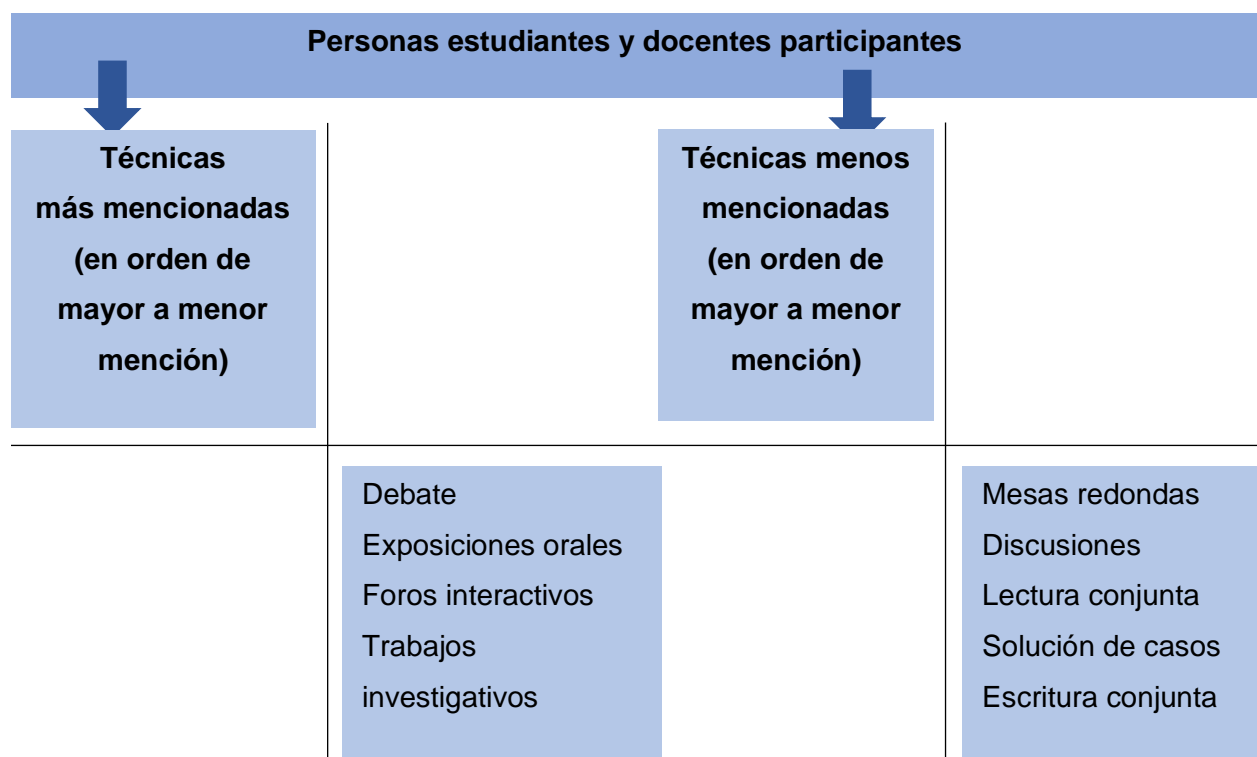 Personas estudiantes y docentes participantes
Técnicas
más mencionadas
(en orden de
mayor a menor
mención)
Técnicas menos
mencionadas
(en orden de
mayor a menor
mención)
Debate
Exposiciones orales
Foros interactivos
Trabajos
investigativos
Mesas redondas
Discusiones
Lectura conjunta
Solución de casos
Escritura conjunta